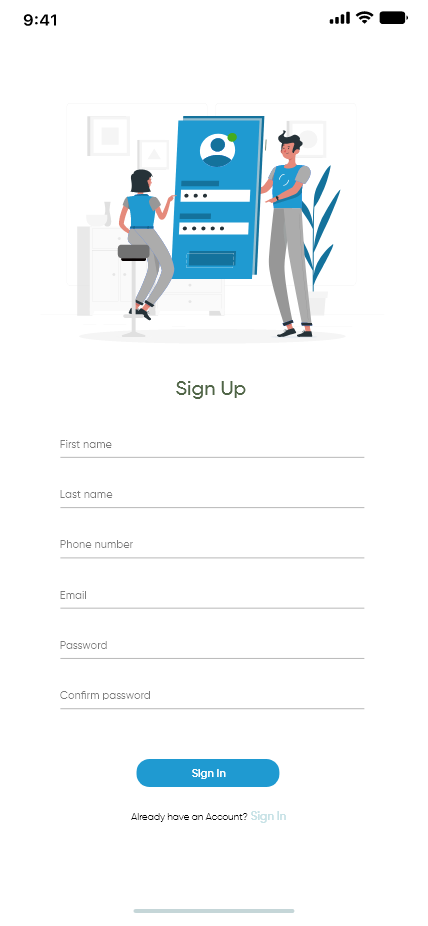 9:41
Sign Up
First name
Last name
Phone number
Email
Password
Confirm password
Sign In
Already have an Account? Sign In